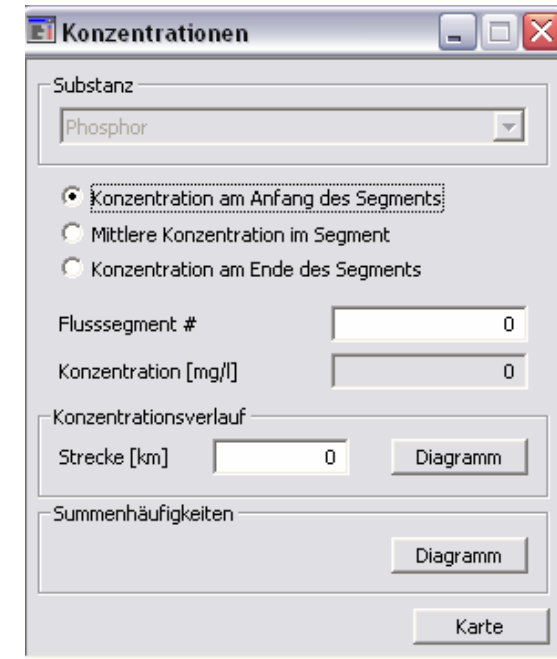 Konzentrationen
Substanz
Phosphor
Konzentration am Anfang des Segments
Mittlere Konzentration im Segment
Konzentration am Ende des Segments
Flusssegment # 0
Konzentration [mg/l] 0
Konzentrationsverlauf
Strecke [km] 0 Diagramm
Summenhäufigkeiten
Diagramm
Karte